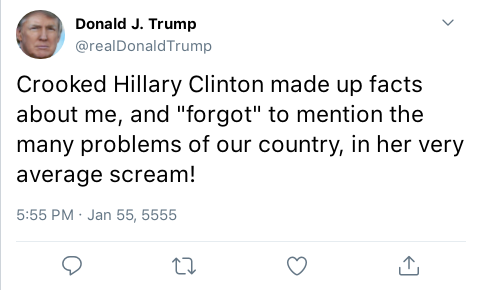 Donald J. Trump
@realDonaldTrump
Crooked Hillary Clinton made up facts
about me, and "forgot" to mention the
many problems of our country, in her very
average scream!
5:55 PM · Jan 55, 5555